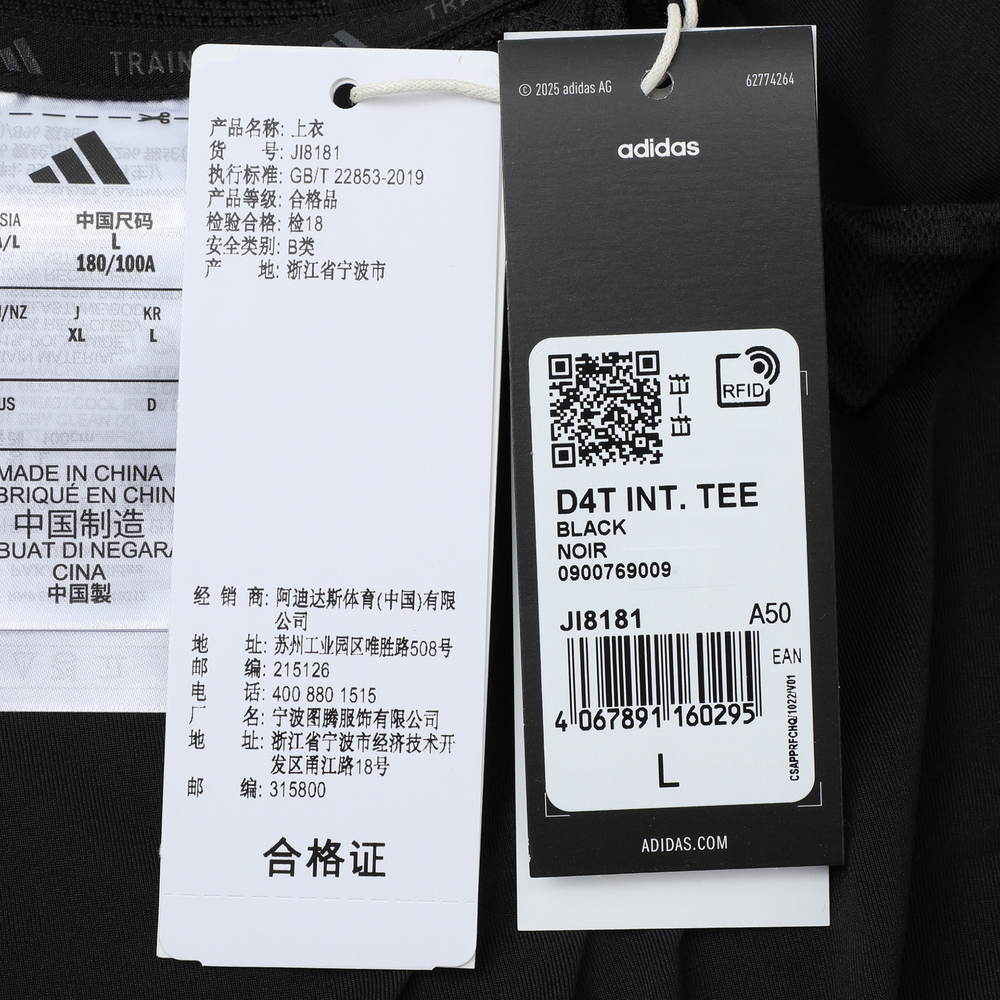 TRAIN
SIA
A/L
中国尺码
L
180/100A
/NZ
J
XL
KR
L
US
D
MADE IN CHINA
BRIQUÉ EN CHIN
中国制造
BUAT DI NEGARA
CINA
中国製
产品名称: 上衣
货 号: JI8181
执行标准: GB/T 22853-2019
产品等级: 合格品
检验合格: 检18
安全类别: B类
产 地: 浙江省宁波市
经 销 商: 阿迪达斯体育(中国)有限
公司
地 址: 苏州工业园区唯胜路508号
邮 编: 215126
电 话: 400 880 1515
厂 名: 宁波图腾服饰有限公司
地 址: 浙江省宁波市经济技术开
发区甬江路18号
邮 编: 315800
合格证
© 2025 adidas AG
62774264
adidas
扫一扫
RFID
D4T INT. TEE
BLACK
NOIR
0900769009
JI8181
A50
EAN
4 067891 160295
CSAPPRFCHQ/1022/V01
L
ADIDAS.COM